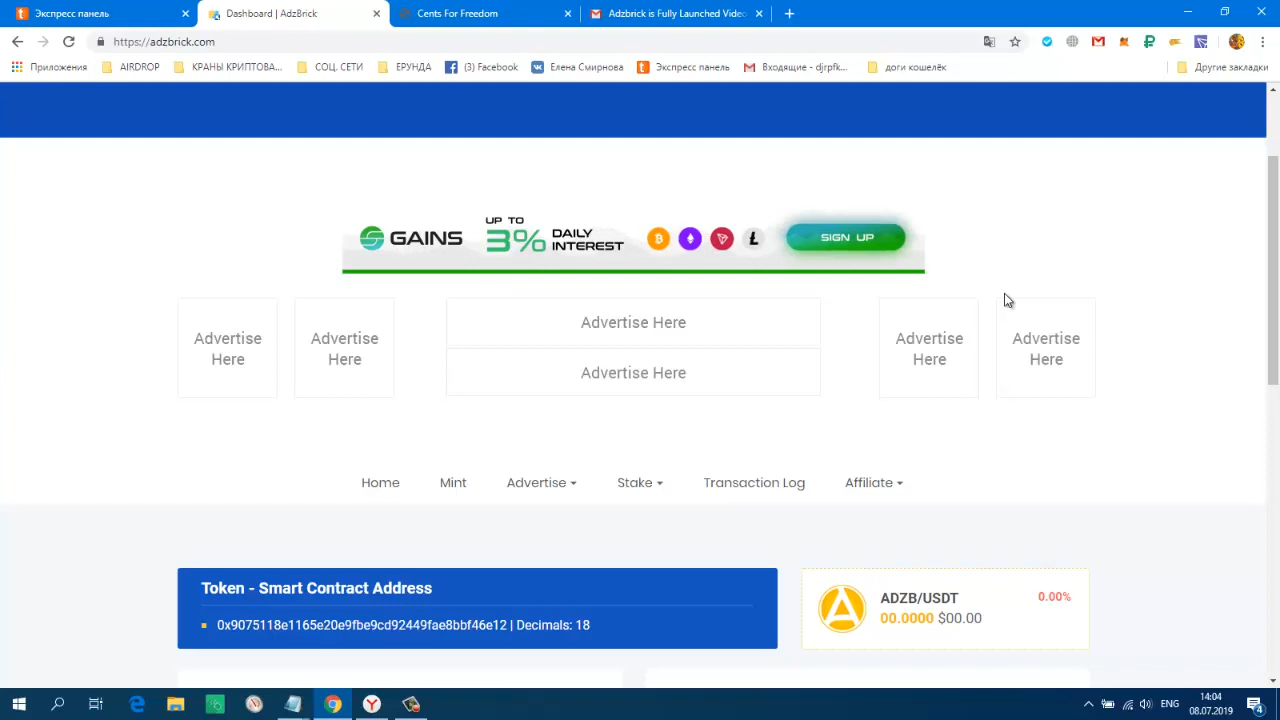 Экспресс панель
Dashboard | AdzBrick
Cents For Freedom
Adzbrick is Fully Launched Video
https://adzbrick.com
Приложения
AIRDROP
КРАНЫ КРИПТОВА...
СОЦ. СЕТИ
ЕРУНДА
(3) Facebook
Елена Смирнова
Экспресс панель
Входящие - djrpfk...
доги кошелёк
Другие закладки
GAINS
UP TO
3%
DAILY
INTEREST
SIGN UP
Advertise
Here
Advertise
Here
Advertise Here
Advertise Here
Advertise
Here
Advertise
Here
Home
Mint
Advertise
Stake
Transaction Log
Affiliate
Token - Smart Contract Address
0x9075118e1165e20e9fbe9cd92449fae8bbf46e12 | Decimals: 18
ADZB/USDT
0.00%
00.0000 $00.00
ENG
14:04
08.07.2019
4